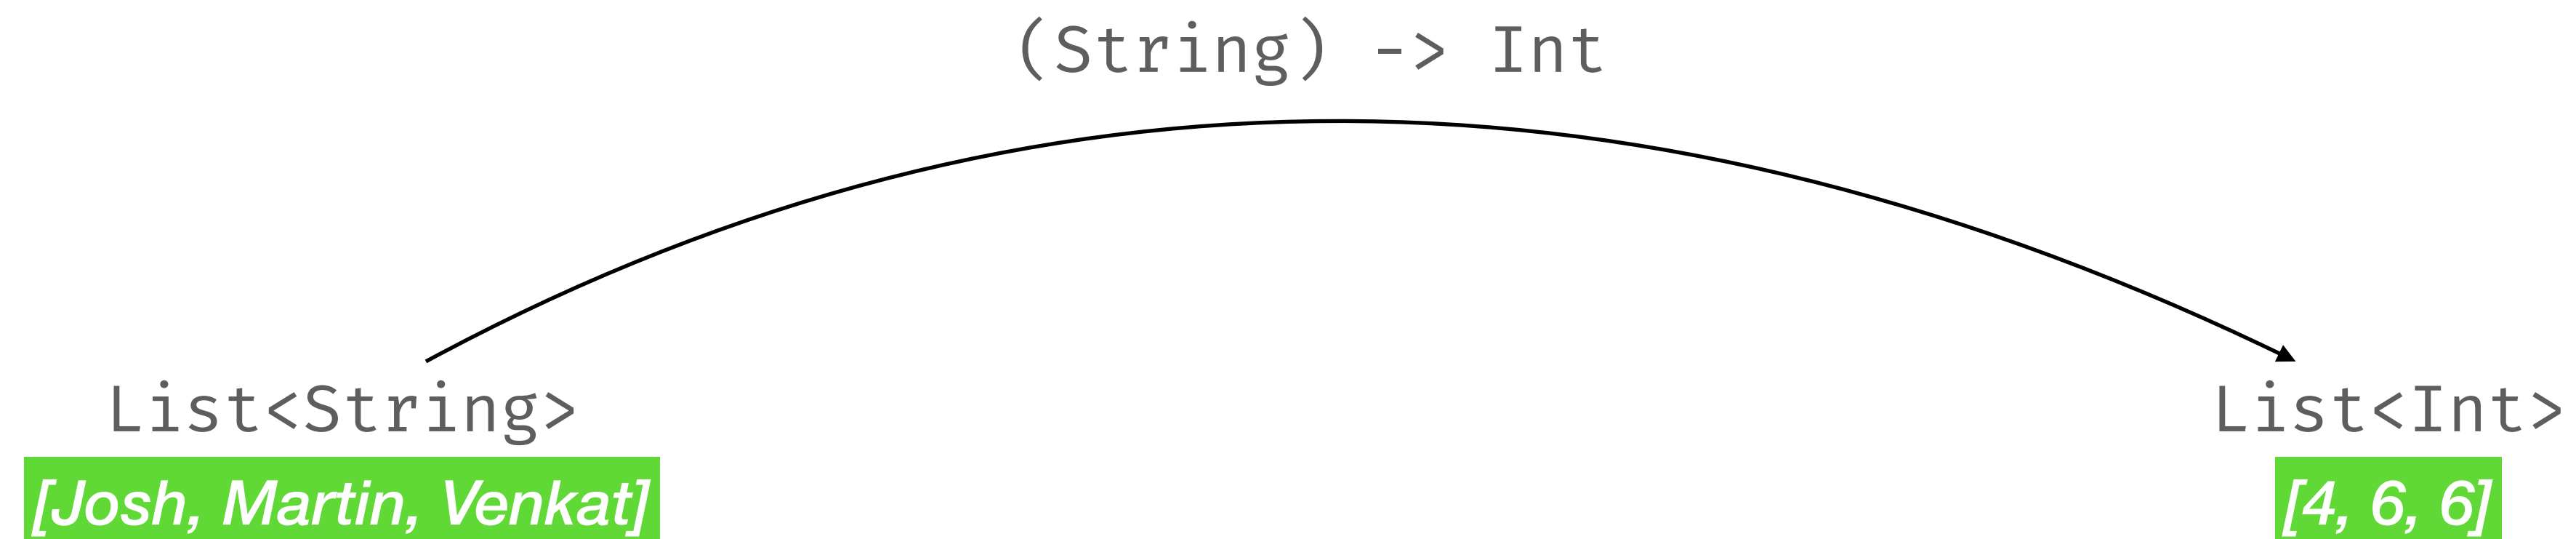 (String) -> Int
List<String>
List<Int>
[Josh, Martin, Venkat]
[4, 6, 6]